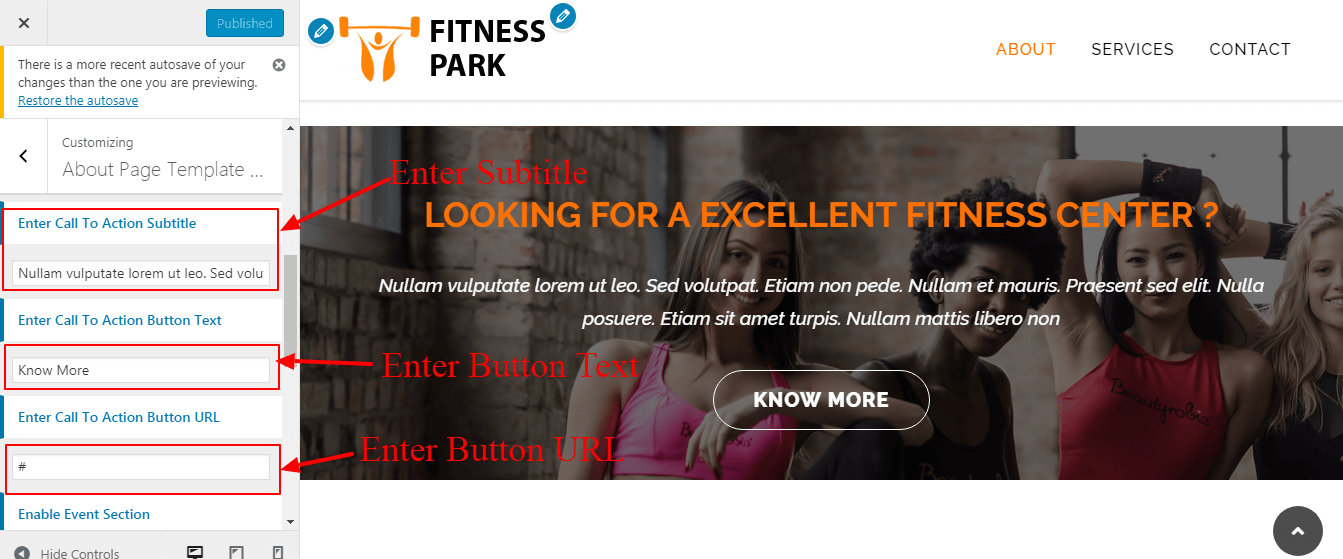 Published
There is a more recent autosave of your
changes than the one you are previewing.
Restore the autosave
Customizing
About Page Template ...
Enter Call To Action Subtitle
Nullam vulputate lorem ut leo. Sed volu
Enter Call To Action Button Text
Know More
Enter Call To Action Button URL
#
Enable Event Section
Hide Controls
FITNESS
PARK
ABOUT SERVICES CONTACT
Enter Subtitle
LOOKING FOR A EXCELLENT FITNESS CENTER ?
Nullam vulputate lorem ut leo. Sed volutpat. Etiam non pede. Nullam et mauris. Praesent sed elit. Nulla
posuere. Etiam sit amet turpis. Nullam mattis libero non
Enter Button Text
KNOW MORE
Enter Button URL
Beautyrobics
Beautyrobics